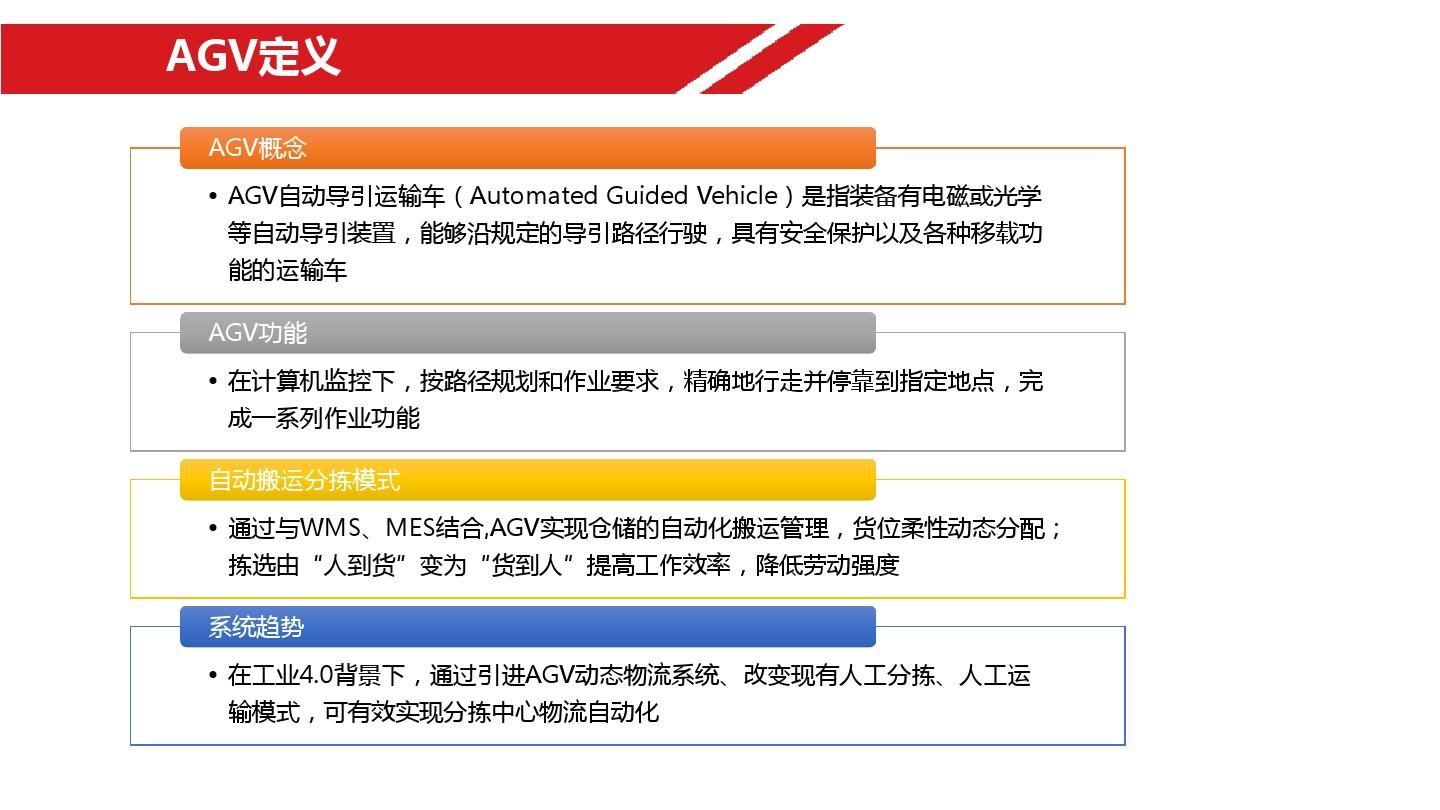 AGV定义
AGV概念
• AGV自动导引运输车（Automated Guided Vehicle）是指装备有电磁或光学
等自动导引装置，能够沿规定的导引路径行驶，具有安全保护以及各种移载功
能的运输车
AGV功能
• 在计算机监控下，按路径规划和作业要求，精确地行走并停靠到指定地点，完
成一系列作业功能
自动搬运分拣模式
• 通过与WMS、MES结合,AGV实现仓储的自动化搬运管理，货位柔性动态分配；
拣选由“人到货”变为“货到人”提高工作效率，降低劳动强度
系统趋势
• 在工业4.0背景下，通过引进AGV动态物流系统、改变现有人工分拣、人工运
输模式，可有效实现分拣中心物流自动化